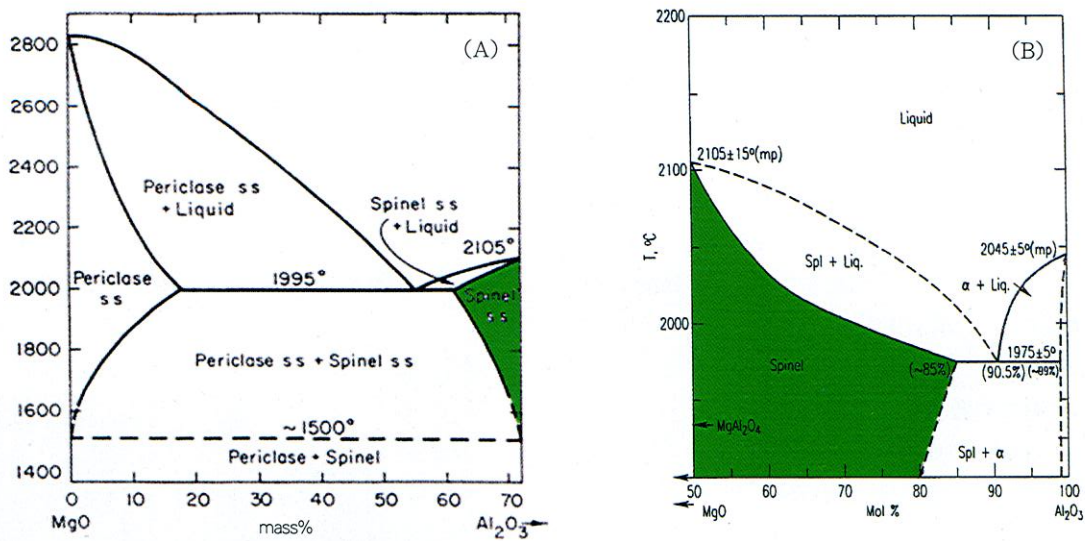 (A)
2800
2600
2400
2200
2000
1800
1600
1400
Periclase ss
+ Liquid
Spinel ss
+ Liquid
2105°
1995°
Periclase
ss
Spinel
ss
Periclase ss + Spinel ss
~1500°
Periclase + Spinel
0 10 20 30 40 50 60 70
MgO mass% Al₂O₃→
(B)
2200
2100
2000
T, °C
Liquid
2105±15°(mp)
2045±5°(mp)
Spl + Liq.
α + Liq.
1975±5°
Spinel
(~85%) (90.5%) (~99%)
MgAl₂O₄
Spl + α
50 60 70 80 90 100
MgO Mol % Al₂O₃